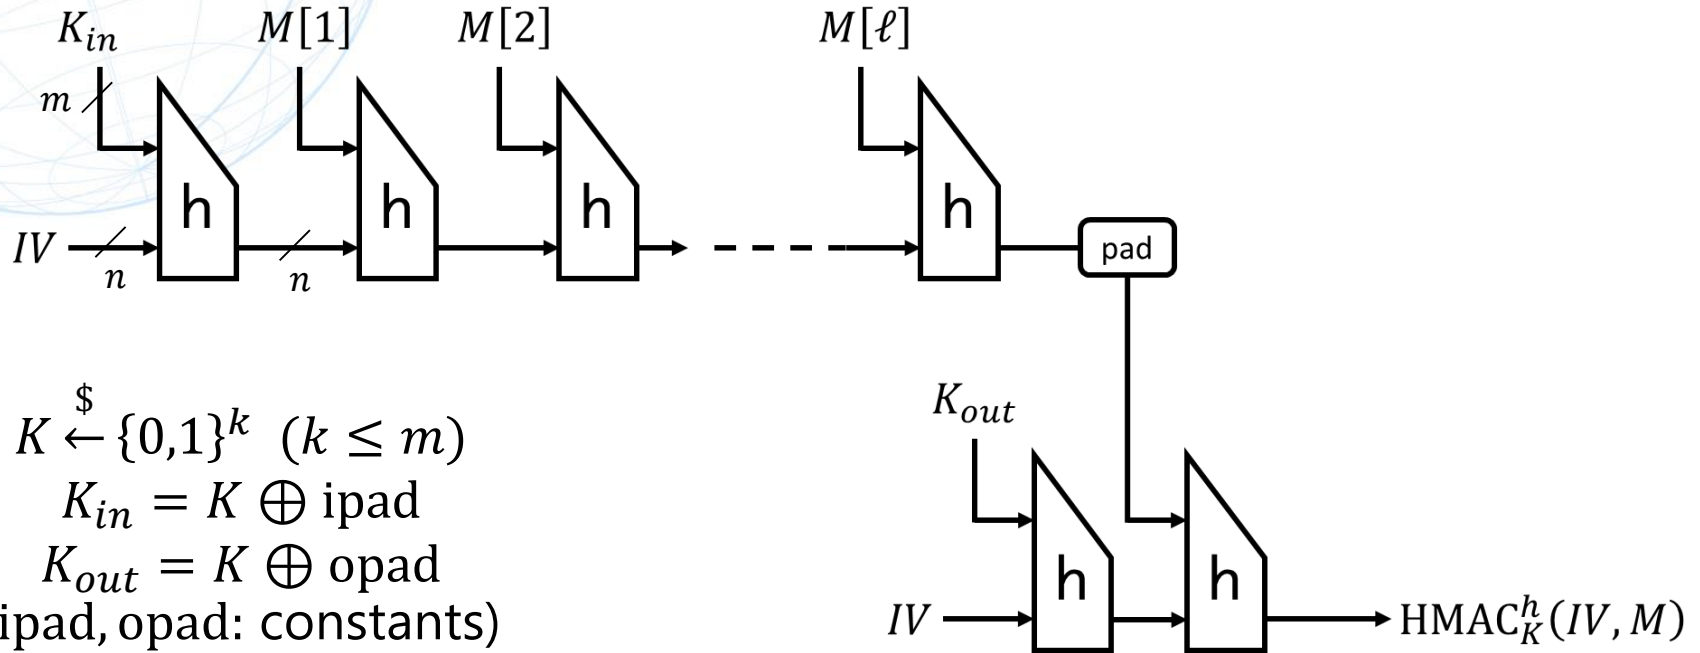 K_in M[1] M[2] M[ℓ]
m
h h h h
IV n n
pad
K ←$ {0,1}^k (k ≤ m)
K_in = K ⊕ ipad
K_out = K ⊕ opad
ipad, opad: constants)
K_out
h h
IV HMAC_K^h(IV, M)